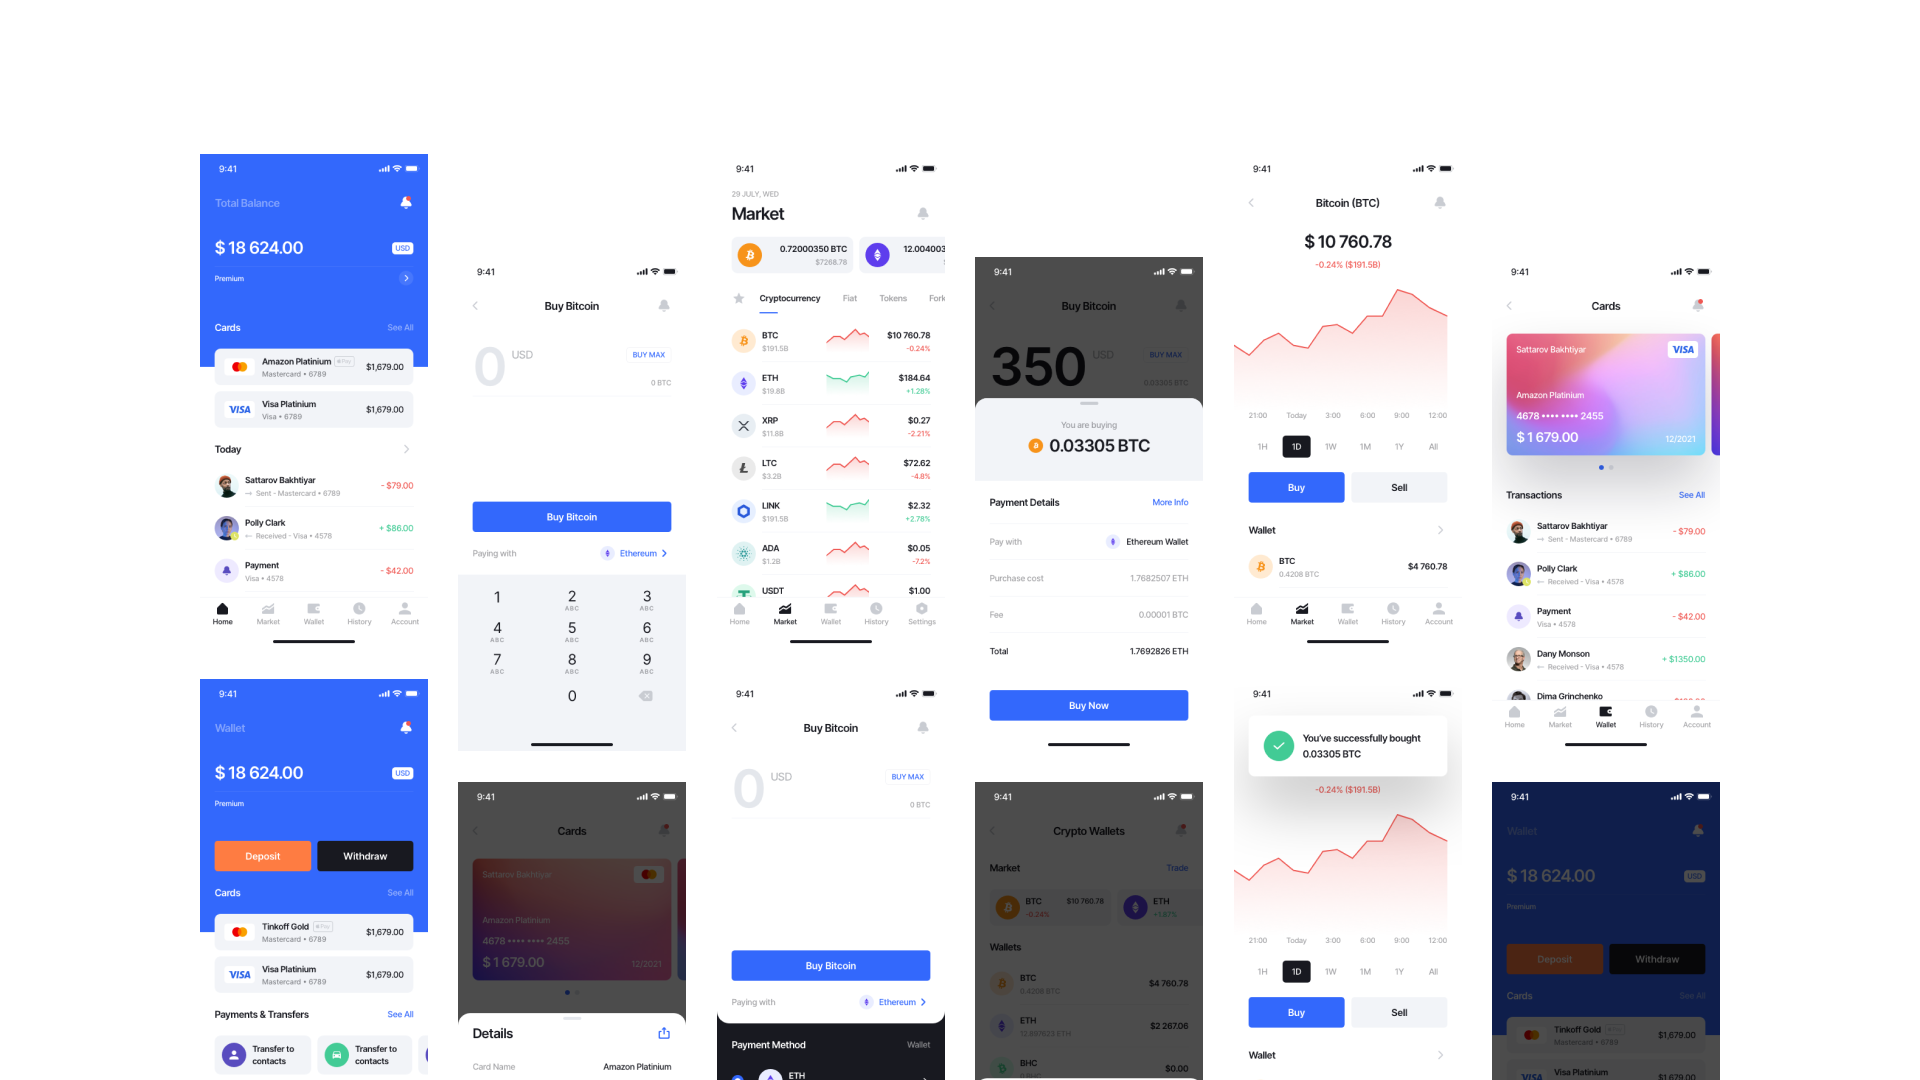 9:41
Total Balance
$ 18 624.00
USD
Premium
Cards
See All
Amazon Platinium
Pay
Mastercard • 6789
$1,679.00
VISA
Visa Platinium
Visa • 6789
$1,679.00
Today
Sattarov Bakhtiyar
→ Sent - Mastercard • 6789
- $79.00
Polly Clark
← Received - Visa • 4578
+ $86.00
Payment
Visa • 4578
- $42.00
Home
Market
Wallet
History
Account
9:41
Wallet
$ 18 624.00
USD
Premium
Deposit
Withdraw
Cards
See All
Tinkoff Gold
Pay
Mastercard • 6789
$1,679.00
VISA
Visa Platinium
Mastercard • 6789
$1,679.00
Payments & Transfers
See All
Transfer to
contacts
Transfer to
contacts
9:41
Buy Bitcoin
0 USD
BUY MAX
0 BTC
Buy Bitcoin
Paying with
Ethereum
1
2
ABC
3
ABC
4
ABC
5
ABC
6
ABC
7
ABC
8
ABC
9
ABC
0
9:41
Cards
Sattarov Bakhtiyar
Amazon Platinium
4678 •••• •••• 2455
$ 1 679.00
12/2021
Details
Card Name
Amazon Platinium
9:41
29 JULY, WED
Market
0.72000350 BTC
$7268.78
12.004003
Cryptocurrency
Fiat
Tokens
Fork
BTC
$191.5B
$10 760.78
-0.24%
ETH
$19.8B
$184.64
+1.28%
XRP
$11.8B
$0.27
-2.21%
LTC
$3.2B
$72.62
-4.8%
LINK
$191.5B
$2.32
+2.78%
ADA
$1.2B
$0.05
-7.2%
USDT
$1.00
Home
Market
Wallet
History
Settings
9:41
Buy Bitcoin
0 USD
BUY MAX
0 BTC
Buy Bitcoin
Paying with
Ethereum
Payment Method
Wallet
ETH
9:41
Buy Bitcoin
350 USD
BUY MAX
0.03305 BTC
You are buying
0.03305 BTC
Payment Details
More Info
Pay with
Ethereum Wallet
Purchase cost
1.7682507 ETH
Fee
0.00001 BTC
Total
1.7692826 ETH
Buy Now
9:41
Crypto Wallets
Market
Trade
BTC
-0.24%
$10 760.78
ETH
+1.67%
Wallets
BTC
0.4208 BTC
$4 760.78
ETH
12.897623 ETH
$2 267.06
BHC
0 BHC
$0.00
9:41
Bitcoin (BTC)
$ 10 760.78
-0.24% ($191.5B)
21:00
Today
3:00
6:00
9:00
12:00
1H
1D
1W
1M
1Y
All
Buy
Sell
Wallet
BTC
0.4208 BTC
$4 760.78
Home
Market
Wallet
History
Account
9:41
You've successfully bought
0.03305 BTC
-0.24% ($191.5B)
21:00
Today
3:00
6:00
9:00
12:00
1H
1D
1W
1M
1Y
All
Buy
Sell
Wallet
9:41
Cards
Sattarov Bakhtiyar
VISA
Amazon Platinium
4678 •••• •••• 2455
$ 1 679.00
12/2021
Transactions
See All
Sattarov Bakhtiyar
→ Sent - Mastercard • 6789
- $79.00
Polly Clark
← Received - Visa • 4578
+ $86.00
Payment
Visa • 4578
- $42.00
Dany Monson
← Received - Visa • 4578
+ $1350.00
Dima Grinchenko
Home
Market
Wallet
History
Account
9:41
Wallet
$ 18 624.00
USD
Premium
Deposit
Withdraw
Cards
See All
Tinkoff Gold
Pay
Mastercard • 6789
$1,679.00
VISA
Visa Platinium
$1,679.00